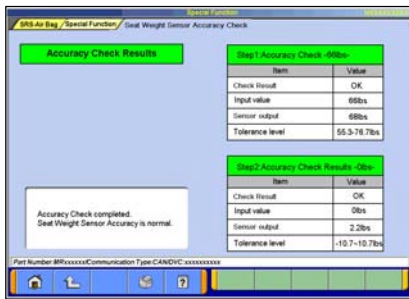 Special Function
SRS-Air Bag / Special Function / Seat Weight Sensor Accuracy Check
Accuracy Check Results
Step1:Accuracy Check -66lbs-
Item Value
Check Result OK
Input value 66lbs
Sensor output 68lbs
Tolerance level 55.3-76.7lbs
Step2:Accuracy Check Results -0lbs-
Item Value
Check Result OK
Input value 0lbs
Sensor output 2.2lbs
Tolerance level -10.7~10.7lbs
Accuracy Check completed.
Seat Weight Sensor Accuracy is normal.
Part Number:MRxxxxxx/Communication Type:CAN/DVC:xxxxxxxxxx
?